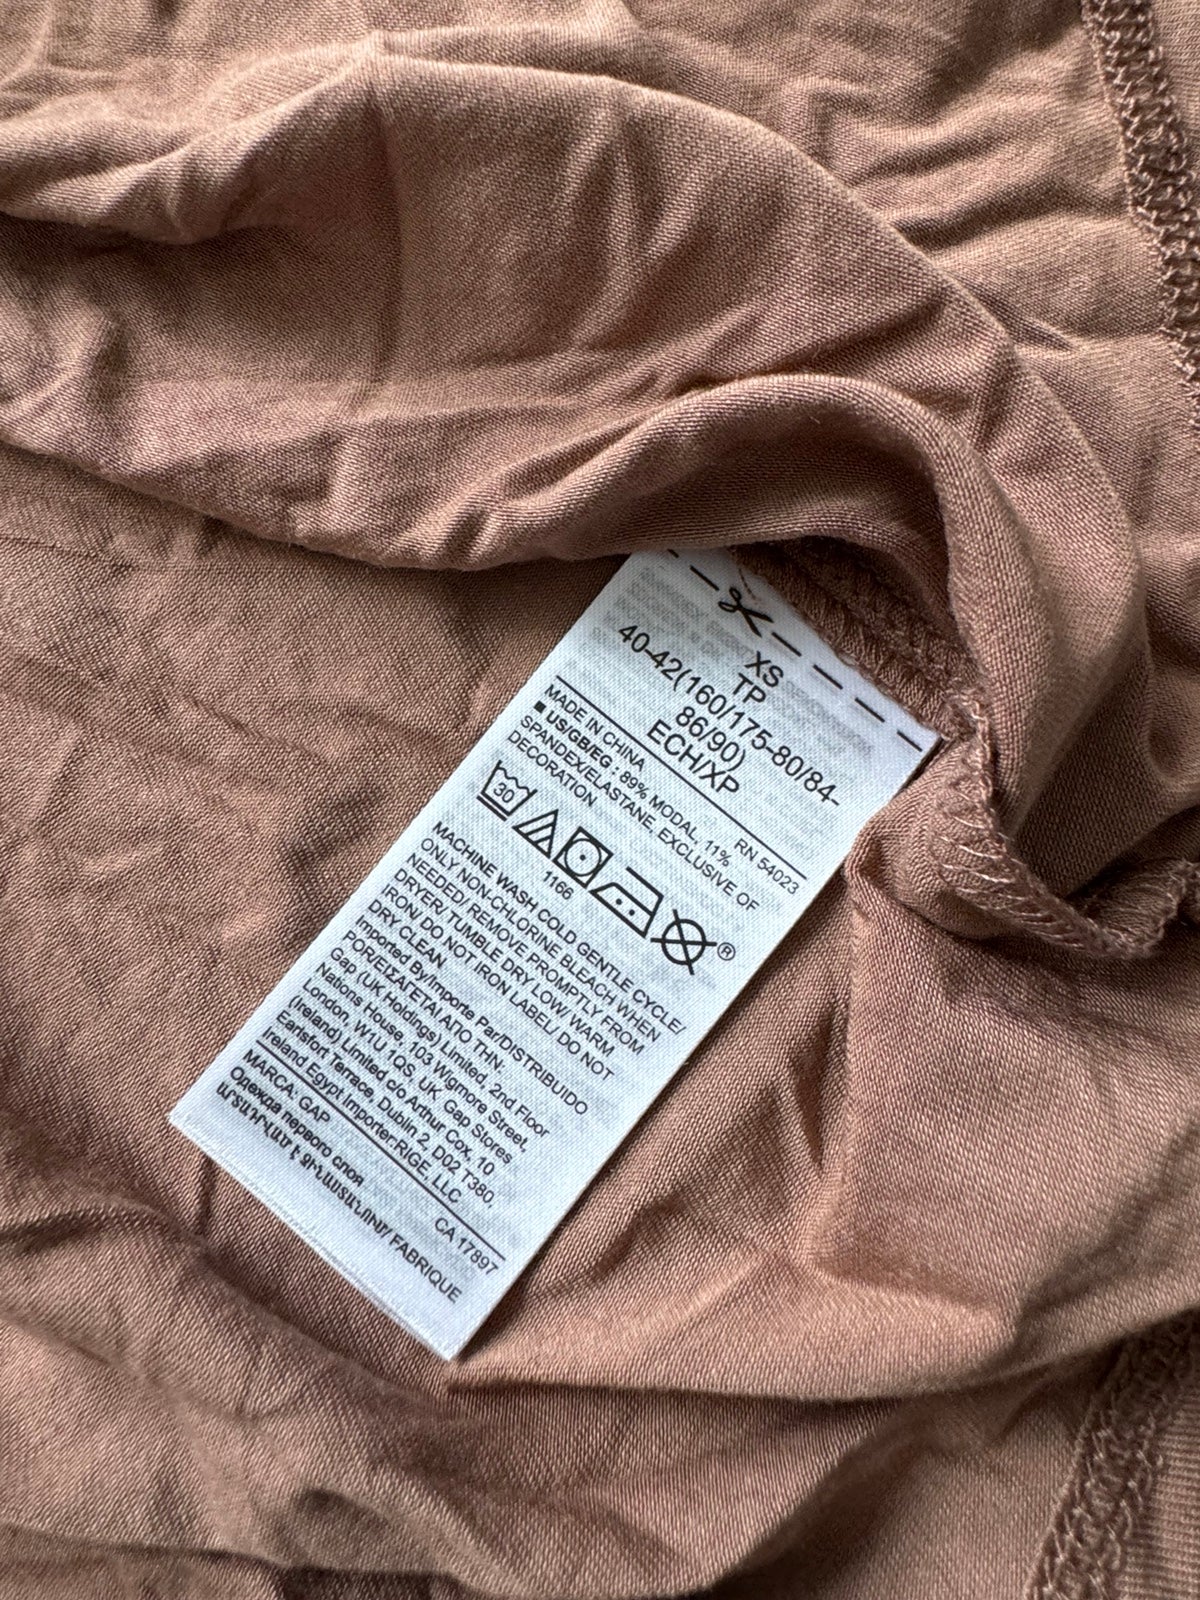 XS
TP
40-42(160/175-80/84-
86/90)
ECH/XP
MADE IN CHINA RN 54023
■ US/GB/EG : 89% MODAL, 11%
SPANDEX/ELASTANE, EXCLUSIVE OF
DECORATION
30
1166
®
MACHINE WASH COLD GENTLE CYCLE/
ONLY NON-CHLORINE BLEACH WHEN
NEEDED/ REMOVE PROMPTLY FROM
DRYER/ TUMBLE DRY LOW/ WARM
IRON/ DO NOT IRON LABEL/ DO NOT
DRY CLEAN
Imported By/Importe Par/DISTRIBUIDO
POR/ΕΙΣΑΓΕΤΑΙ ΑΠΟ ΤΗΝ:
Gap (UK Holdings) Limited, 2nd Floor
Nations House, 103 Wigmore Street,
London, W1U 1QS, UK, Gap Stores
(Ireland) Limited c/o Arthur Cox, 10
Earlsfort Terrace, Dublin 2, D02 T380,
Ireland Egypt Importer:RIGE, LLC
MARCA: GAP CA 17897
Одежда первого слоя
ԱՐՏԱԴՐՎԱԾ Է ՉԻՆԱՍՏԱՆՈՒՄ/ FABRIQUE